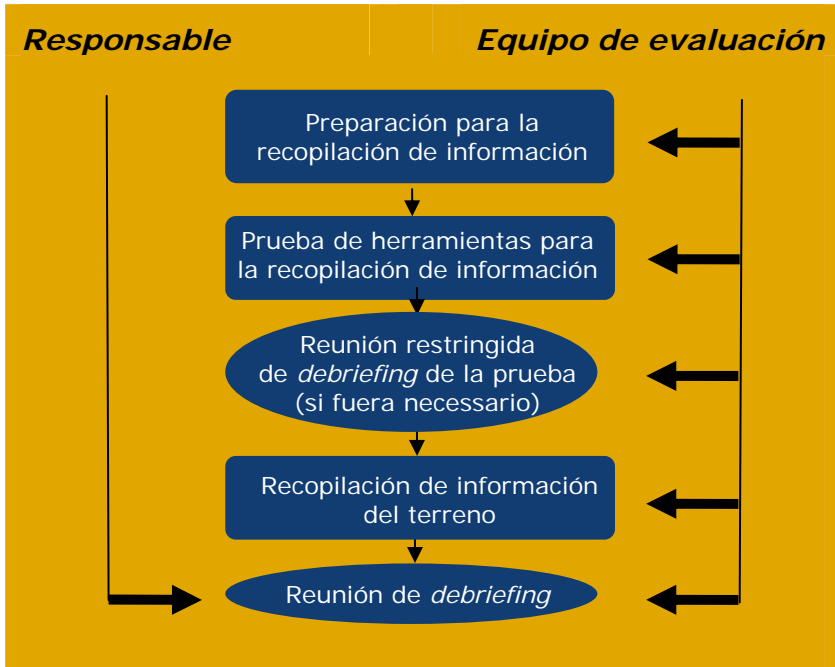 Responsable
Equipo de evaluación
Preparación para la
recopilación de información
Prueba de herramientas para
la recopilación de información
Reunión restringida
de debriefing de la prueba
(si fuera necessario)
Recopilación de información
del terreno
Reunión de debriefing